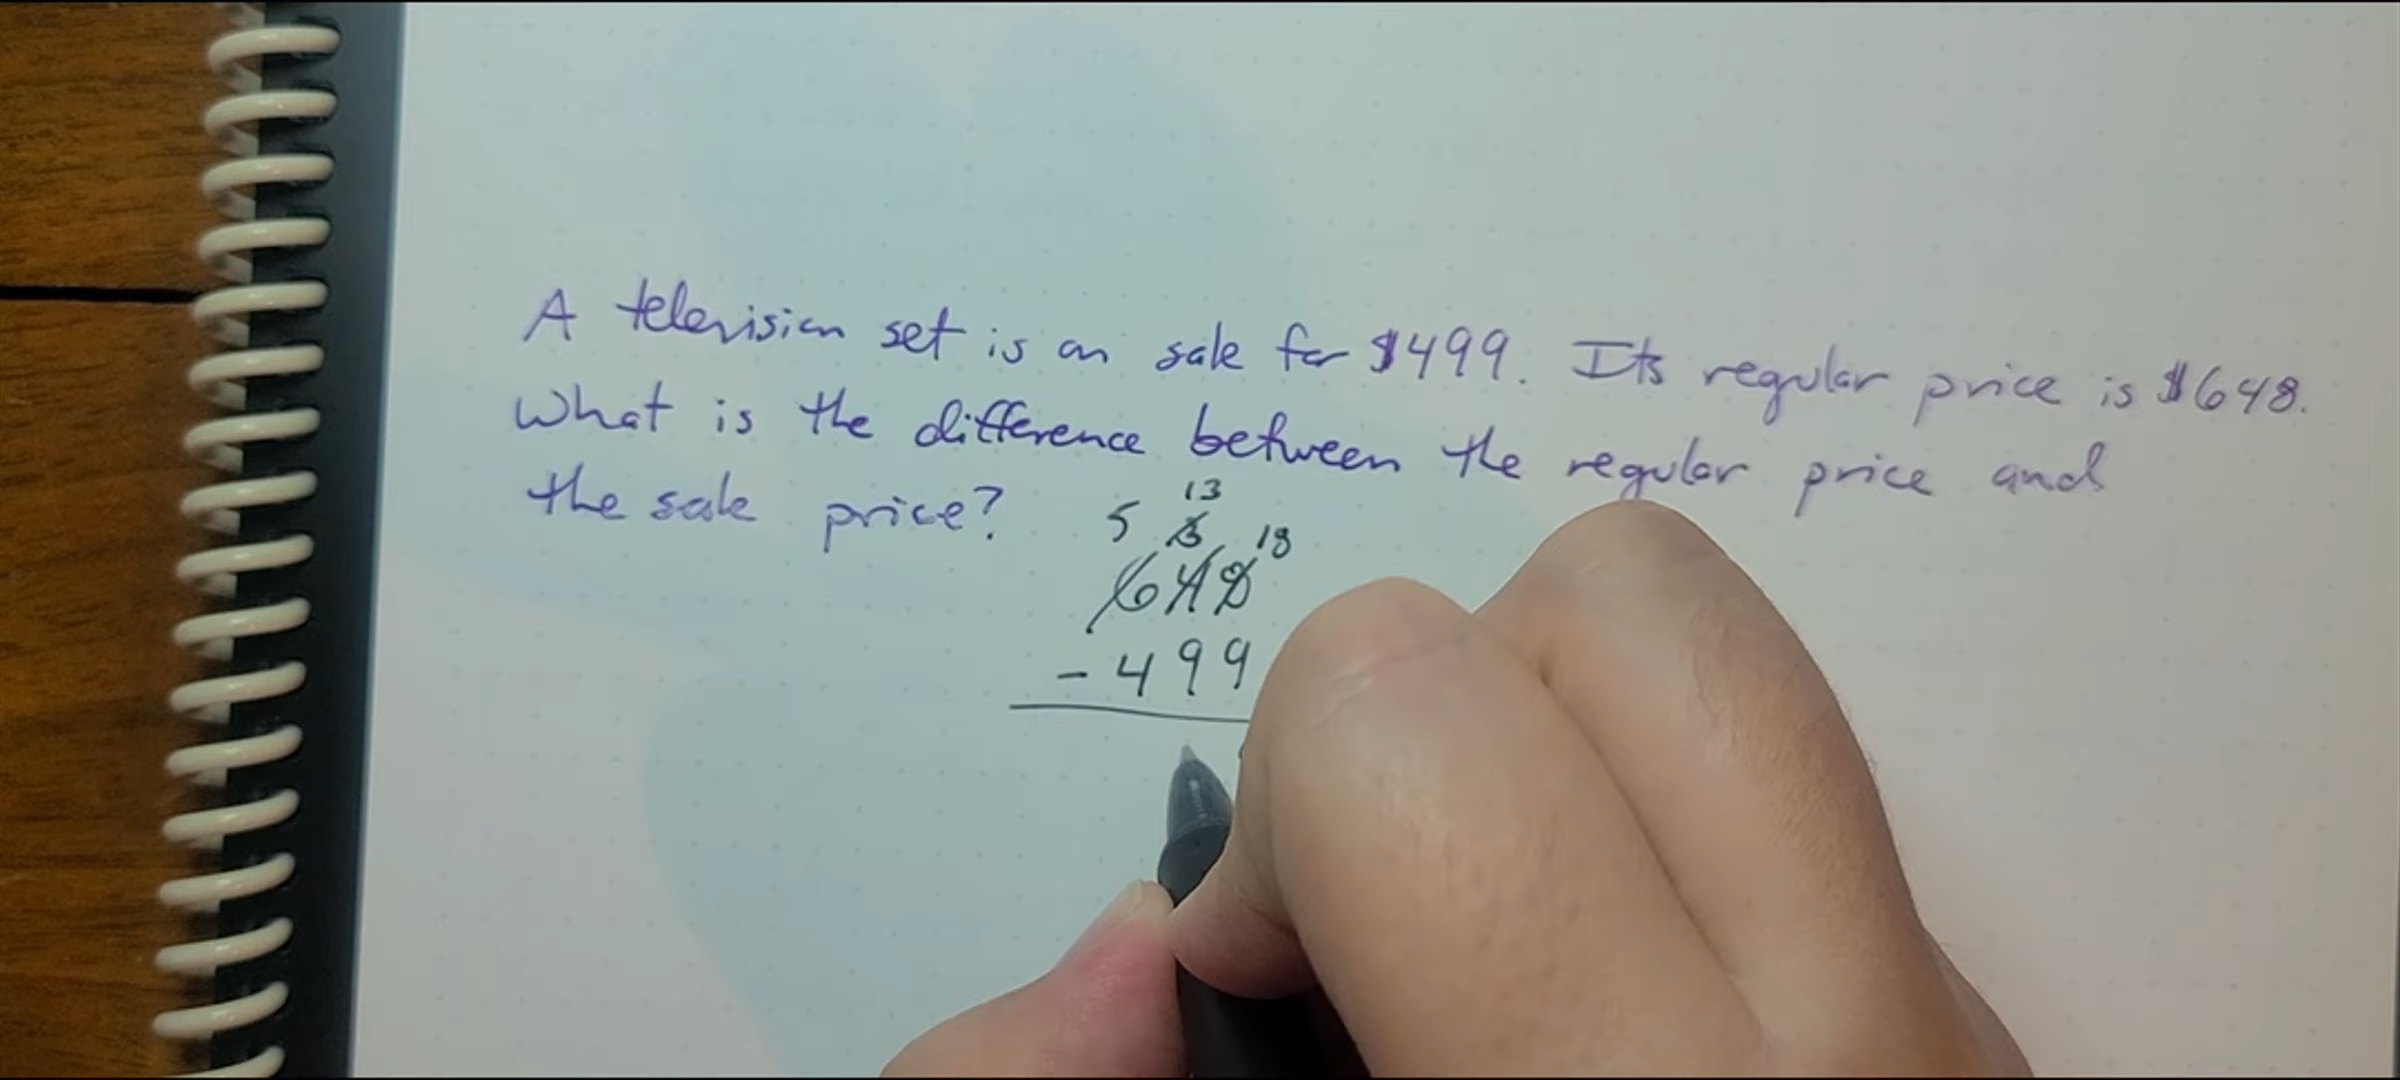 A television set is on sale for $499. Its regular price is $648.
What is the difference between the regular price and
the sale price?
13
5 3 18
648
- 499